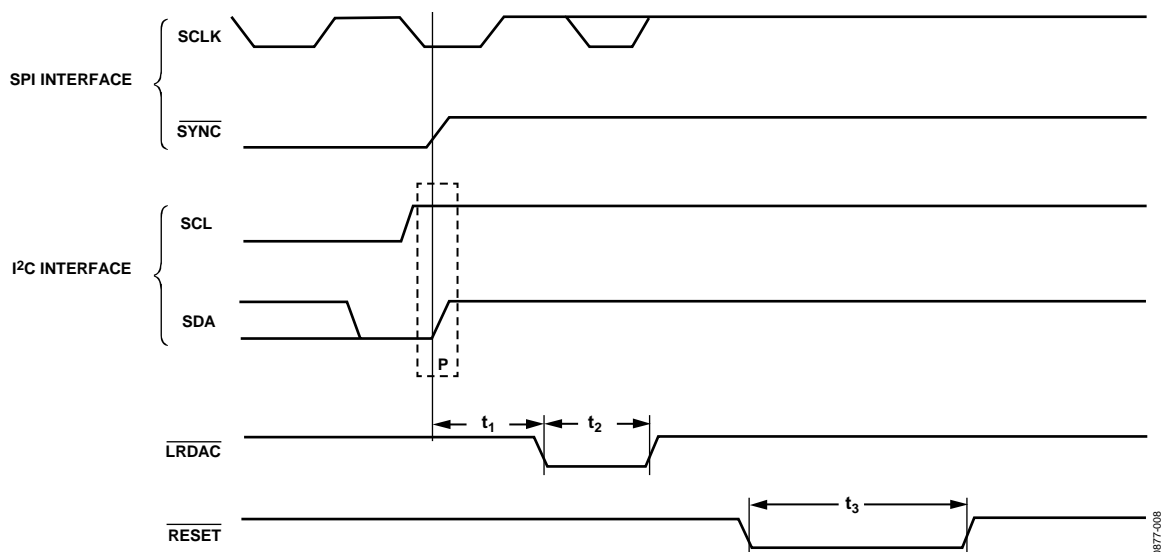 SCLK
SPI INTERFACE
SYNC
SCL
I²C INTERFACE
SDA
P
t₁
t₂
LRDAC
t₃
RESET